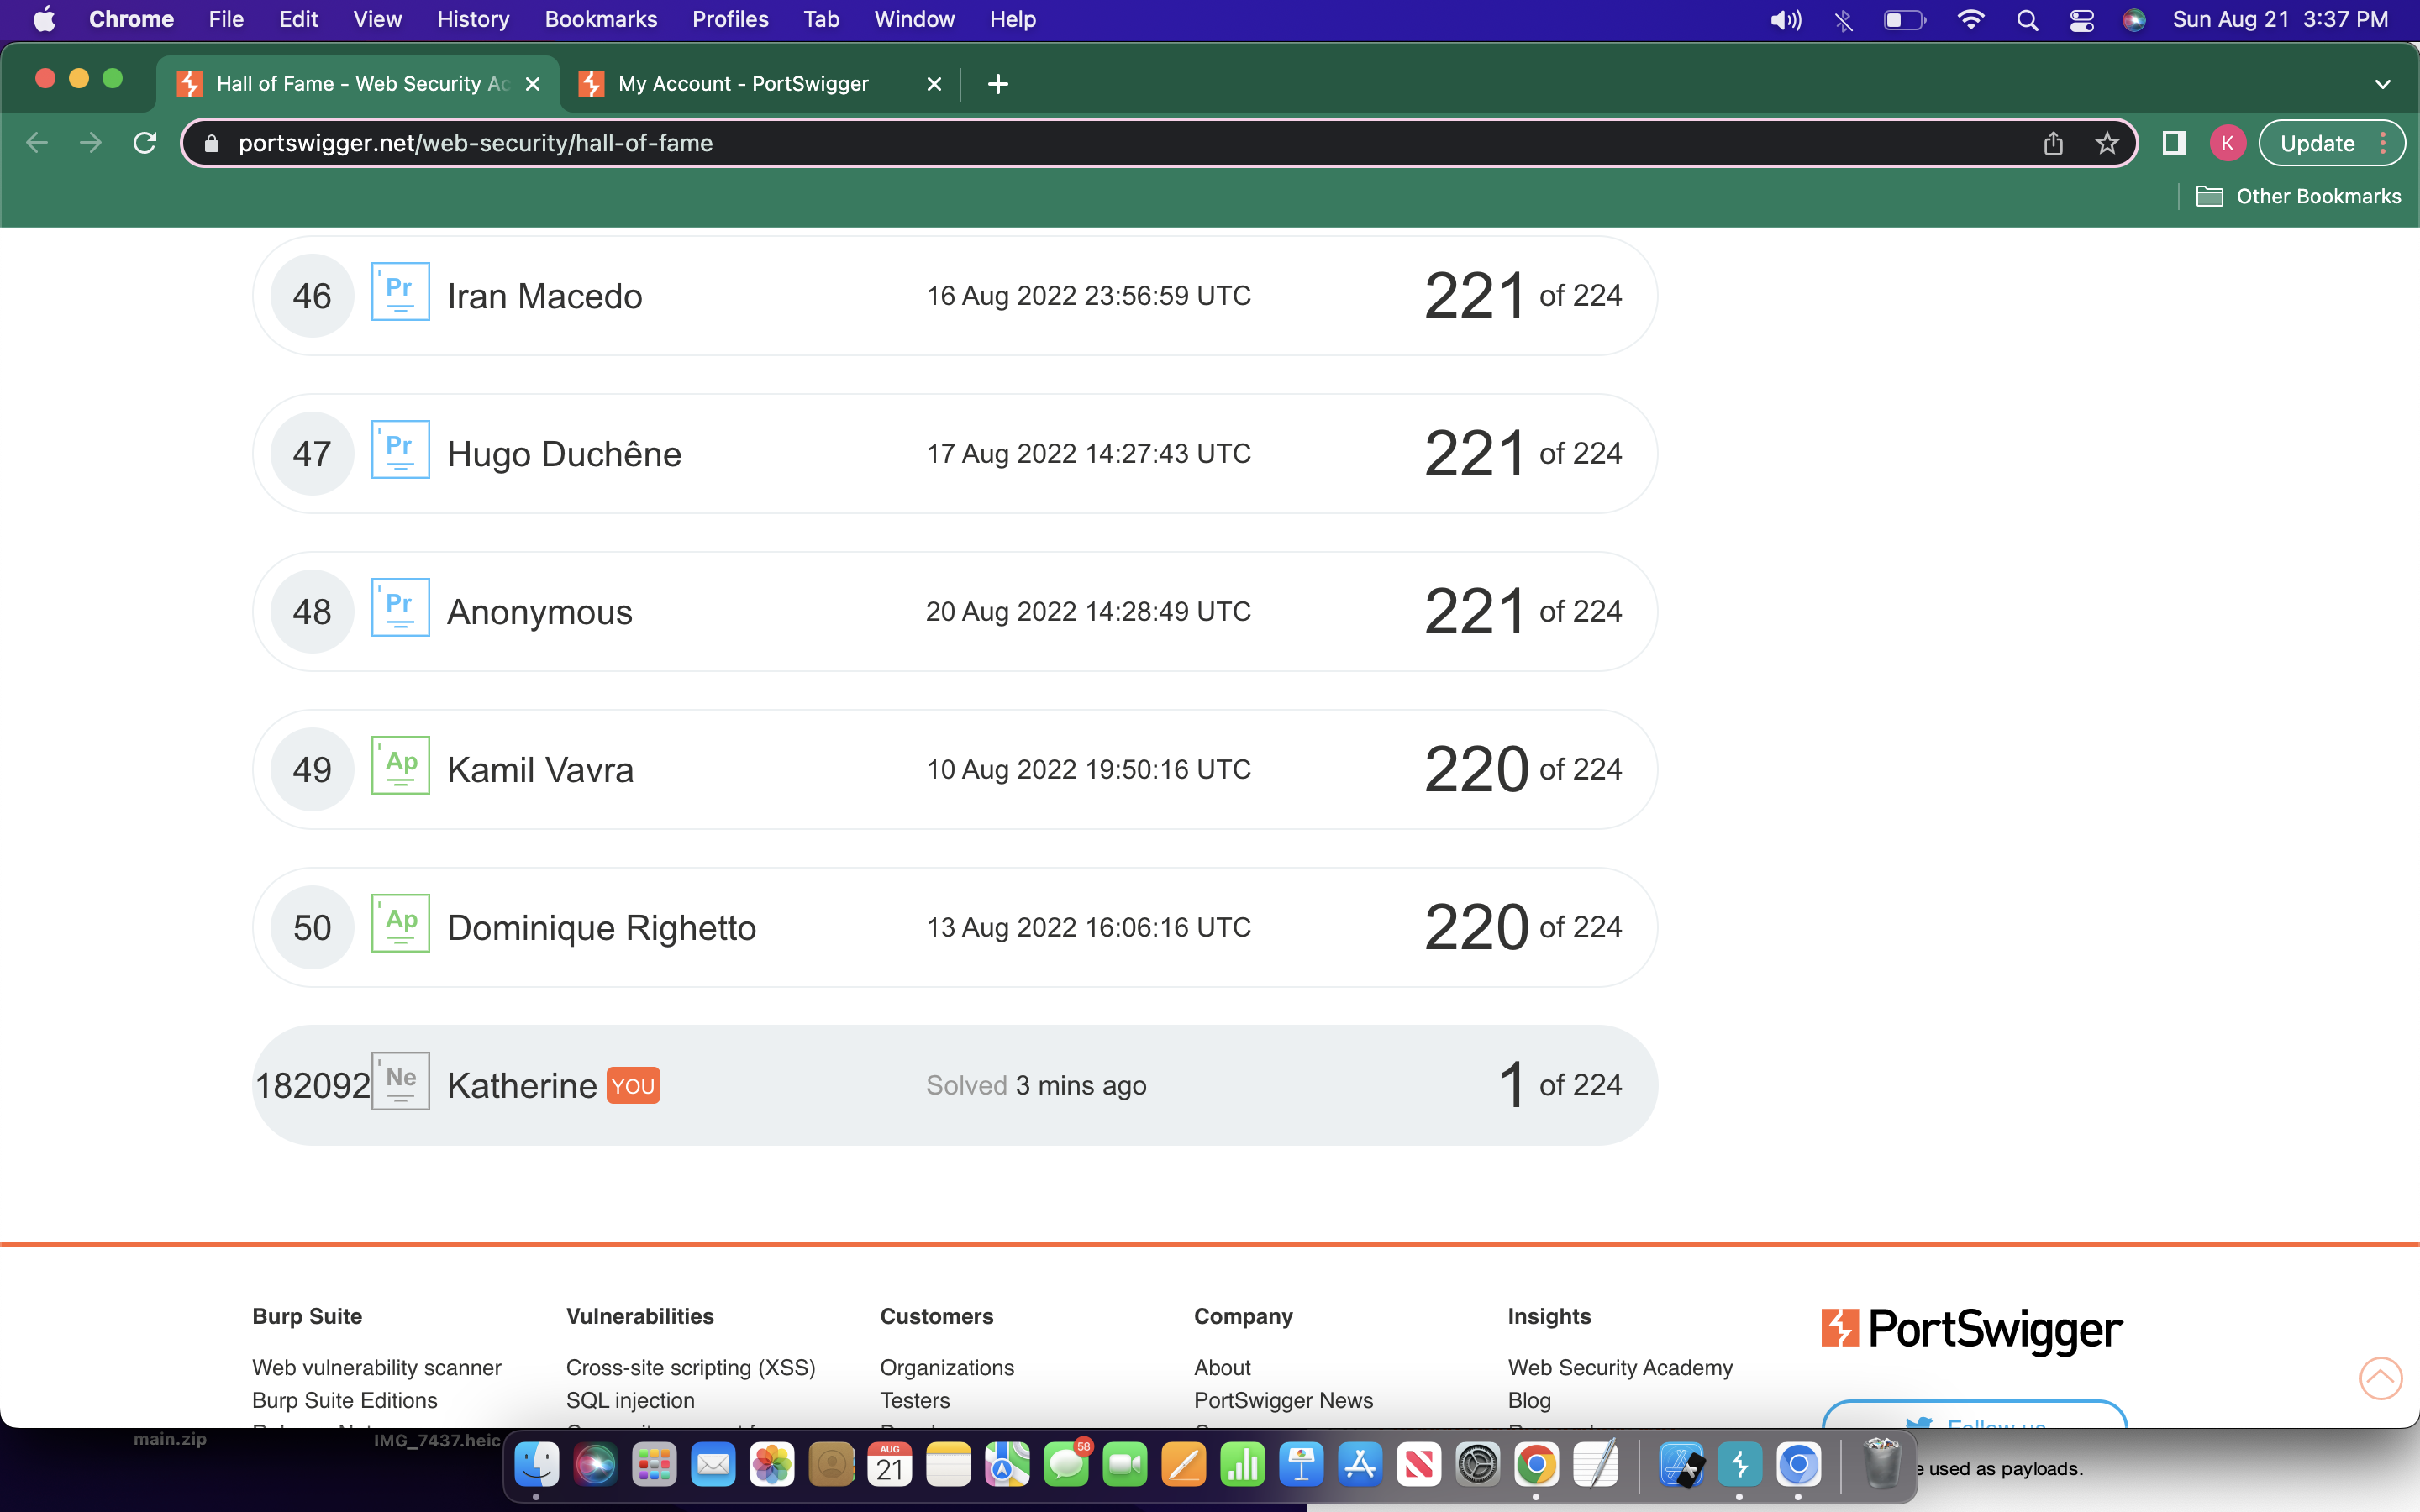 Chrome File Edit View History Bookmarks Profiles Tab Window Help Sun Aug 21 3:37 PM
Hall of Fame - Web Security Ac My Account - PortSwigger
portswigger.net/web-security/hall-of-fame K Update
Other Bookmarks
46 Pr Iran Macedo 16 Aug 2022 23:56:59 UTC 221 of 224
47 Pr Hugo Duchêne 17 Aug 2022 14:27:43 UTC 221 of 224
48 Pr Anonymous 20 Aug 2022 14:28:49 UTC 221 of 224
49 Ap Kamil Vavra 10 Aug 2022 19:50:16 UTC 220 of 224
50 Ap Dominique Righetto 13 Aug 2022 16:06:16 UTC 220 of 224
182092 Ne Katherine YOU Solved 3 mins ago 1 of 224
Burp Suite Vulnerabilities Customers Company Insights PortSwigger
Web vulnerability scanner Cross-site scripting (XSS) Organizations About Web Security Academy
Burp Suite Editions SQL injection Testers PortSwigger News Blog
Follow us
main.zip IMG_7437.heic
58
AUG
21
e used as payloads.